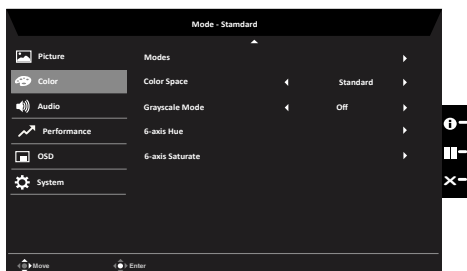 Mode - Standard
Picture
Modes
Color
Color Space
Standard
Audio
Grayscale Mode
Off
Performance
6-axis Hue
OSD
6-axis Saturate
System
Move
Enter